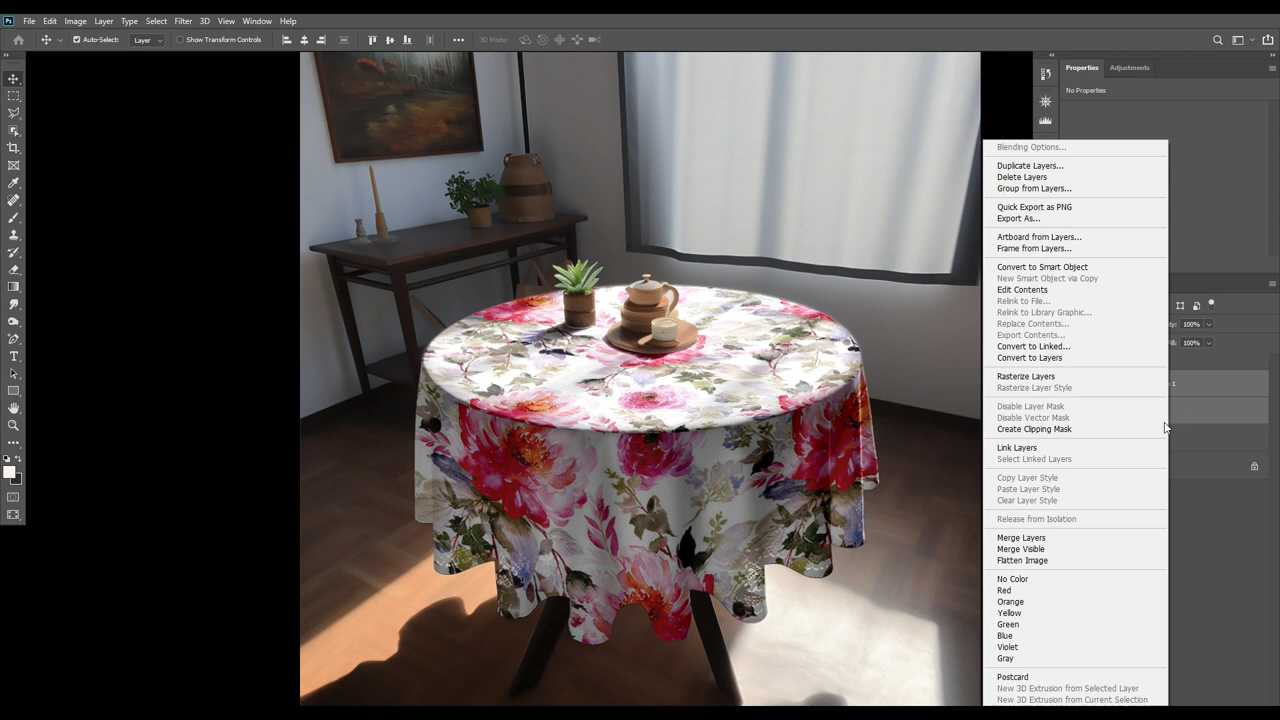 Ps File Edit Image Layer Type Select Filter 3D View Window Help
Auto-Select: Layer Show Transform Controls 3D Mode:
Properties Adjustments
No Properties
Blending Options...
Duplicate Layers...
Delete Layers
Group from Layers...
Quick Export as PNG
Export As...
Artboard from Layers...
Frame from Layers...
Convert to Smart Object
New Smart Object via Copy
Edit Contents
Relink to File...
Relink to Library Graphic...
Replace Contents...
Export Contents...
Convert to Linked...
Convert to Layers
Rasterize Layers
Rasterize Layer Style
Disable Layer Mask
Disable Vector Mask
Create Clipping Mask
Link Layers
Select Linked Layers
Copy Layer Style
Paste Layer Style
Clear Layer Style
Release from Isolation
Merge Layers
Merge Visible
Flatten Image
No Color
Red
Orange
Yellow
Green
Blue
Violet
Gray
Postcard
New 3D Extrusion from Selected Layer
New 3D Extrusion from Current Selection
100%
100%
1